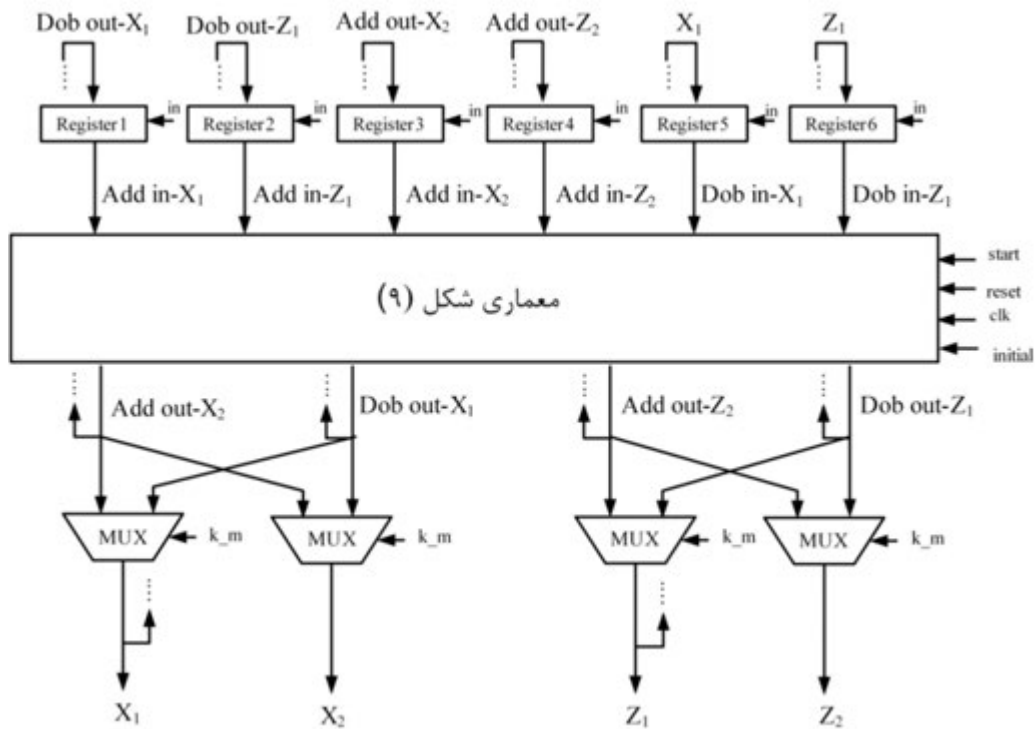 Dob out-X₁ Dob out-Z₁ Add out-X₂ Add out-Z₂ X₁ Z₁
in in in in in in
Register1 Register2 Register3 Register4 Register5 Register6
Add in-X₁ Add in-Z₁ Add in-X₂ Add in-Z₂ Dob in-X₁ Dob in-Z₁
start
معماری شکل (۹)
reset
clk
initial
Add out-X₂ Dob out-X₁ Add out-Z₂ Dob out-Z₁
MUX k_m MUX k_m MUX k_m MUX k_m
X₁ X₂ Z₁ Z₂